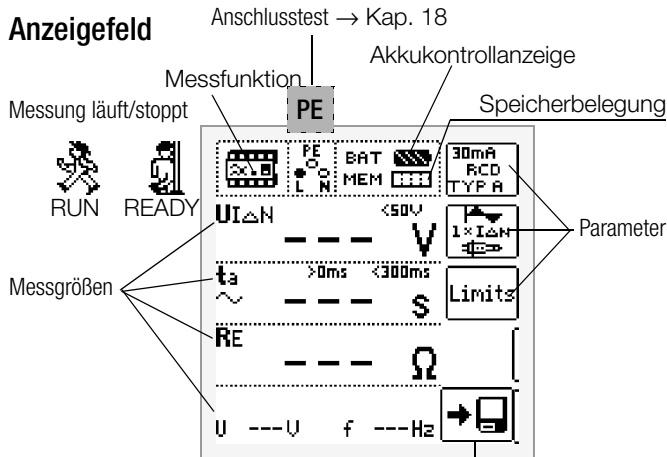 Anzeigefeld
Anschlusstest → Kap. 18
Akkukontrollanzeige
Messfunktion
Messung läuft/stoppt
PE
Speicherbelegung
RUN READY
PE
L N
BAT
MEM
30mA
RCD
TYP A
UI∆N <50V
--- V
1×I∆N
Parameter
Messgrößen
ta >0ms <300ms
~ --- s
Limits
RE
--- Ω
U ---V f ---Hz